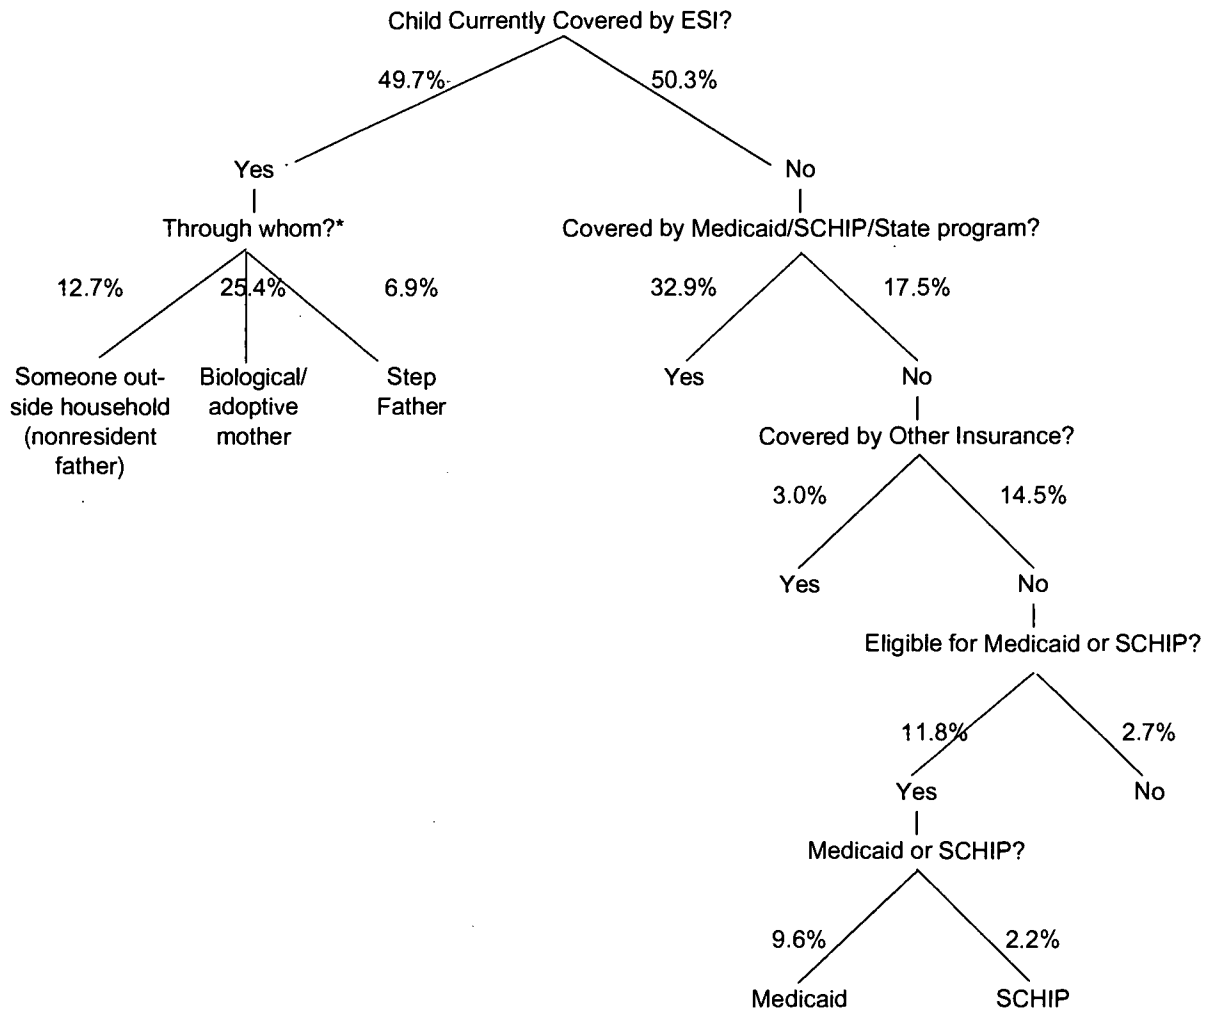 Child Currently Covered by ESI?
49.7% 50.3%
Yes No
Through whom?* Covered by Medicaid/SCHIP/State program?
12.7% 25.4% 6.9% 32.9% 17.5%
Someone out-
side household
(nonresident
father)
Biological/
adoptive
mother
Step
Father
Yes No
Covered by Other Insurance?
3.0% 14.5%
Yes No
Eligible for Medicaid or SCHIP?
11.8% 2.7%
Yes No
Medicaid or SCHIP?
9.6% 2.2%
Medicaid SCHIP